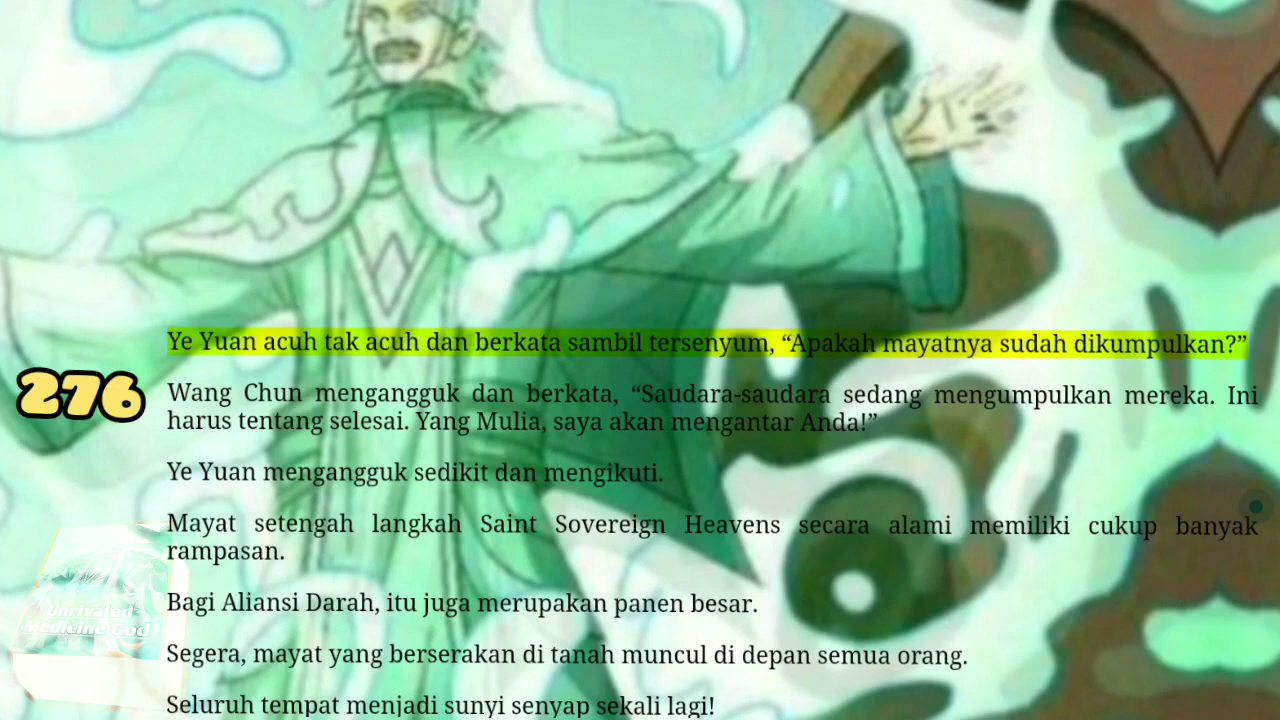 Ye Yuan acuh tak acuh dan berkata sambil tersenyum, “Apakah mayatnya sudah dikumpulkan?”
276
Wang Chun mengangguk dan berkata, “Saudara-saudara sedang mengumpulkan mereka. Ini
harus tentang selesai. Yang Mulia, saya akan mengantar Anda!”
Ye Yuan mengangguk sedikit dan mengikuti.
Mayat setengah langkah Saint Sovereign Heavens secara alami memiliki cukup banyak
rampasan.
Bagi Aliansi Darah, itu juga merupakan panen besar.
Unrivaled
Medicine God
Segera, mayat yang berserakan di tanah muncul di depan semua orang.
Seluruh tempat menjadi sunyi senyap sekali lagi!